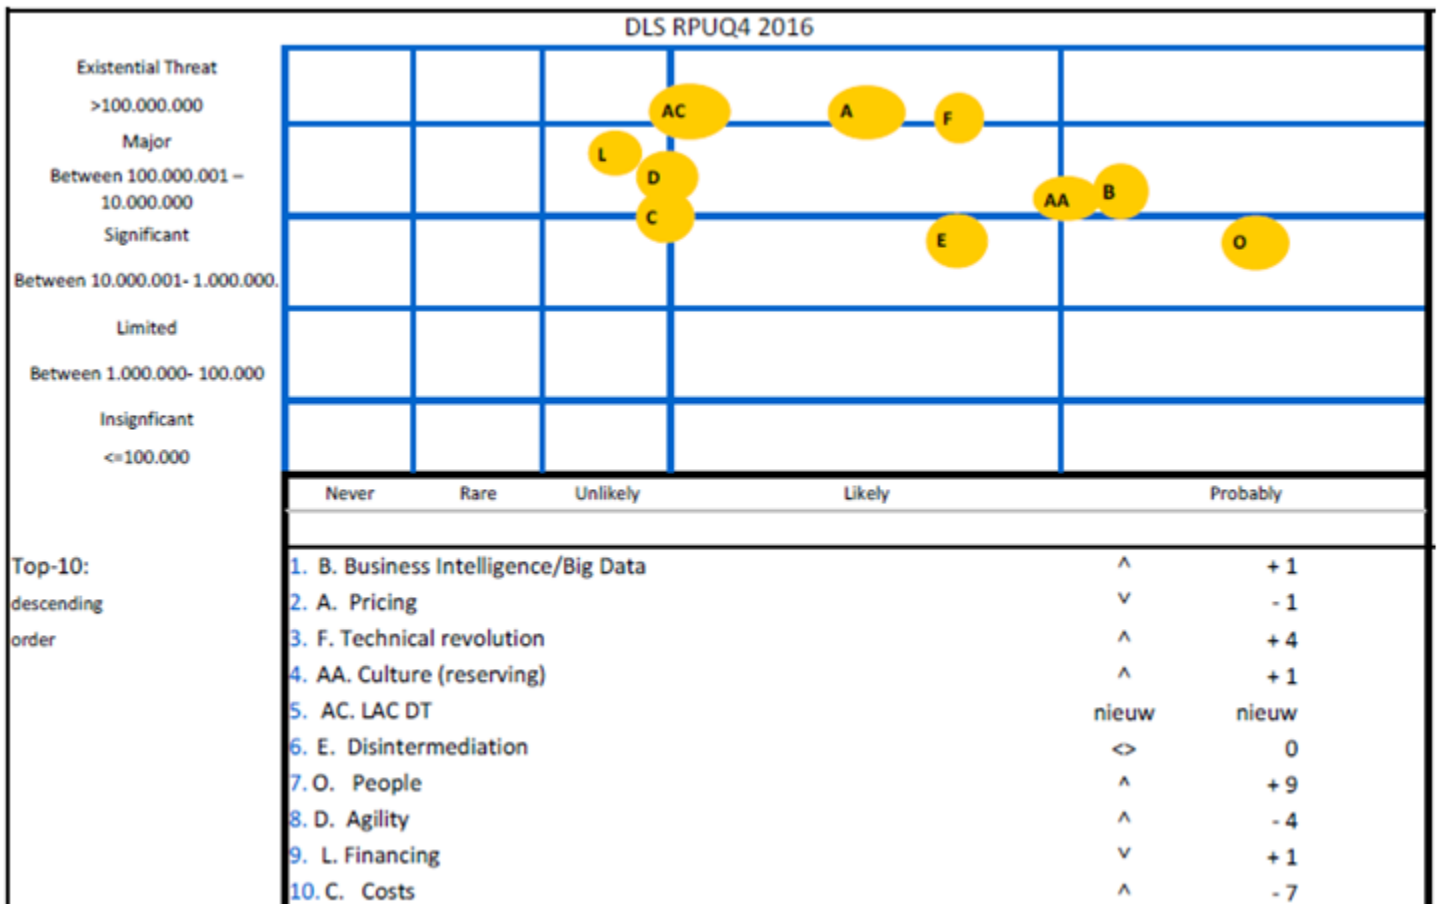 DLS RPUQ4 2016
Existential Threat
>100.000.000
Major
Between 100.000.001 –
10.000.000
Significant
Between 10.000.001- 1.000.000.
Limited
Between 1.000.000- 100.000
Insignficant
<=100.000
AC
A
F
L
D
AA
B
C
E
O
Never Rare Unlikely Likely Probably
Top-10:
descending
order
1. B. Business Intelligence/Big Data ^ + 1
2. A. Pricing v - 1
3. F. Technical revolution ^ + 4
4. AA. Culture (reserving) ^ + 1
5. AC. LAC DT nieuw nieuw
6. E. Disintermediation <> 0
7. O. People ^ + 9
8. D. Agility ^ - 4
9. L. Financing v + 1
10. C. Costs ^ - 7